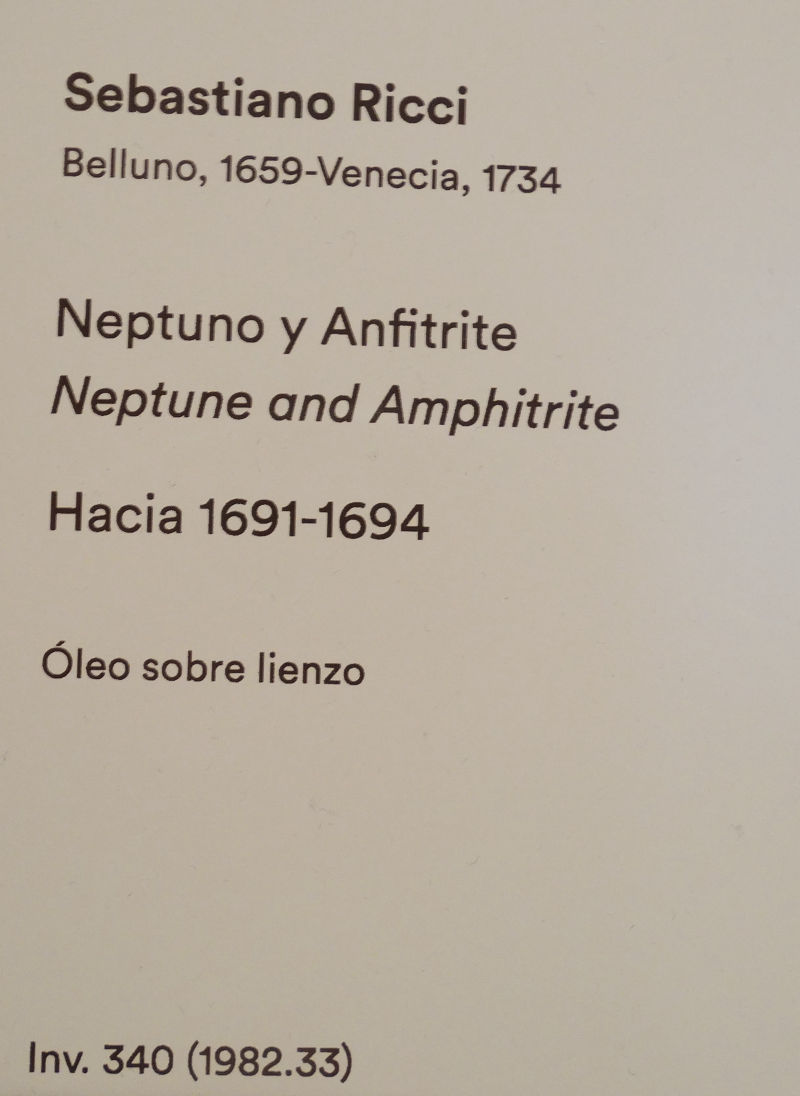 Sebastiano Ricci
Belluno, 1659-Venecia, 1734
Neptuno y Anfitrite
Neptune and Amphitrite
Hacia 1691-1694
Óleo sobre lienzo
Inv. 340 (1982.33)